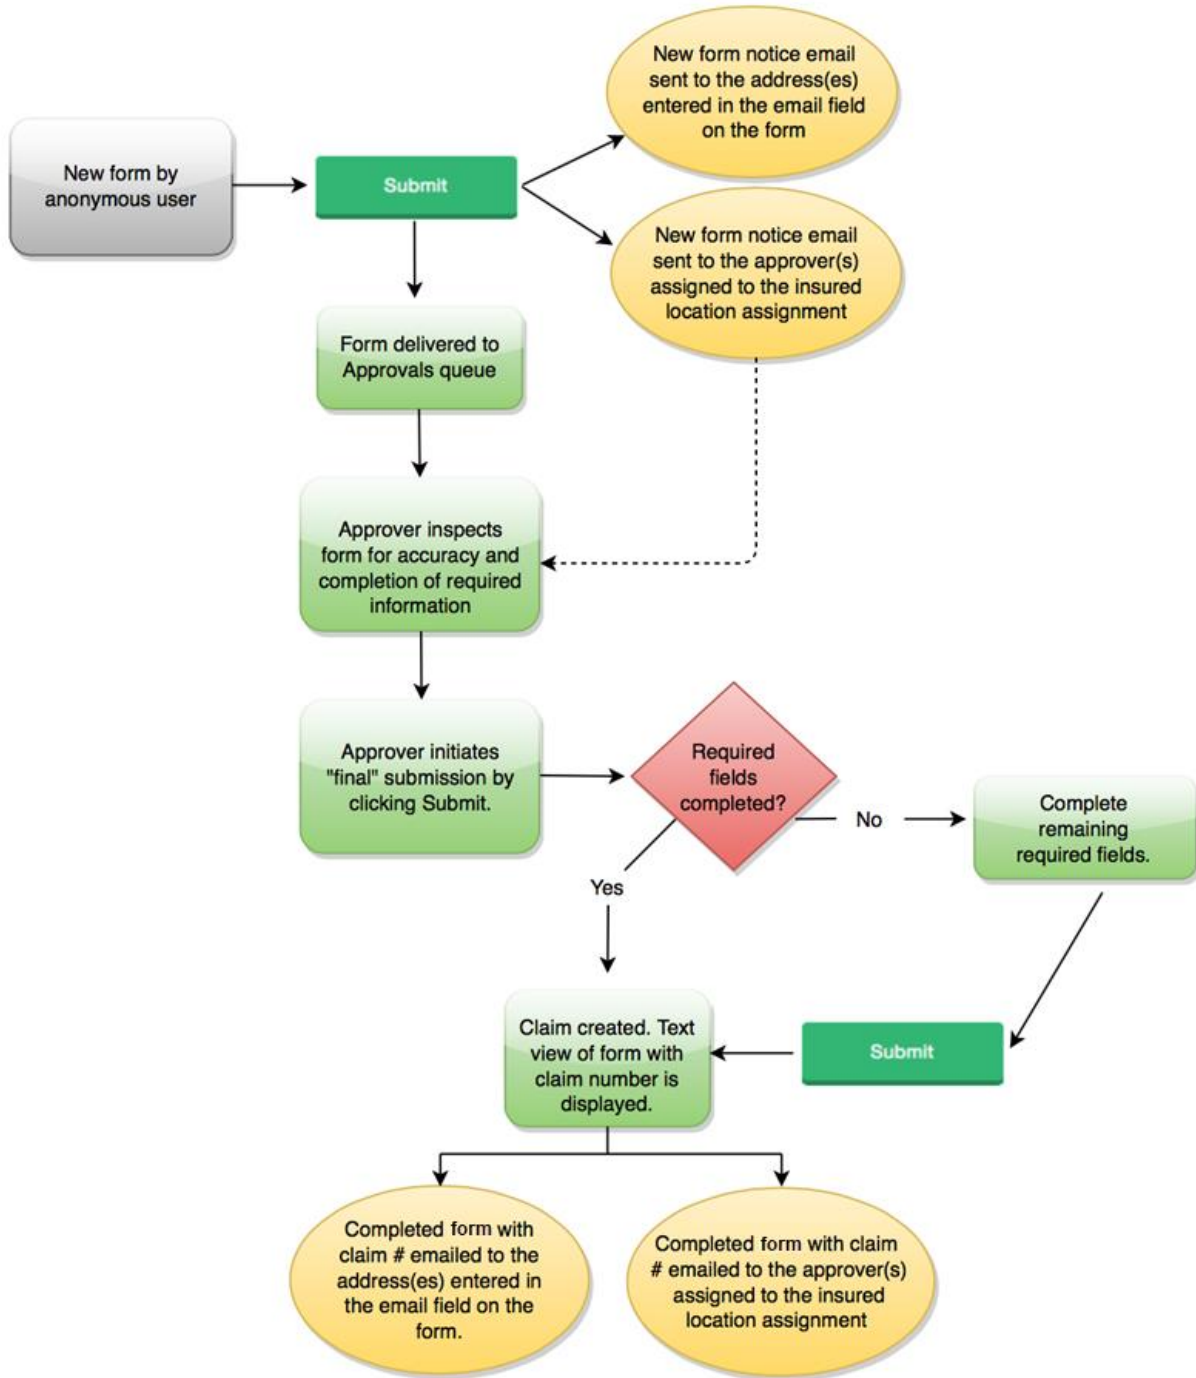 New form notice email
sent to the address(es)
entered in the email field
on the form
New form by
anonymous user
Submit
New form notice email
sent to the approver(s)
assigned to the insured
location assignment
Form delivered to
Approvals queue
Approver inspects
form for accuracy and
completion of required
information
Approver initiates
"final" submission by
clicking Submit.
Required
fields
completed?
No
Complete
remaining
required fields.
Yes
Claim created. Text
view of form with
claim number is
displayed.
Submit
Completed form with
claim # emailed to the
address(es) entered in
the email field on the
form.
Completed form with claim
# emailed to the approver(s)
assigned to the insured
location assignment